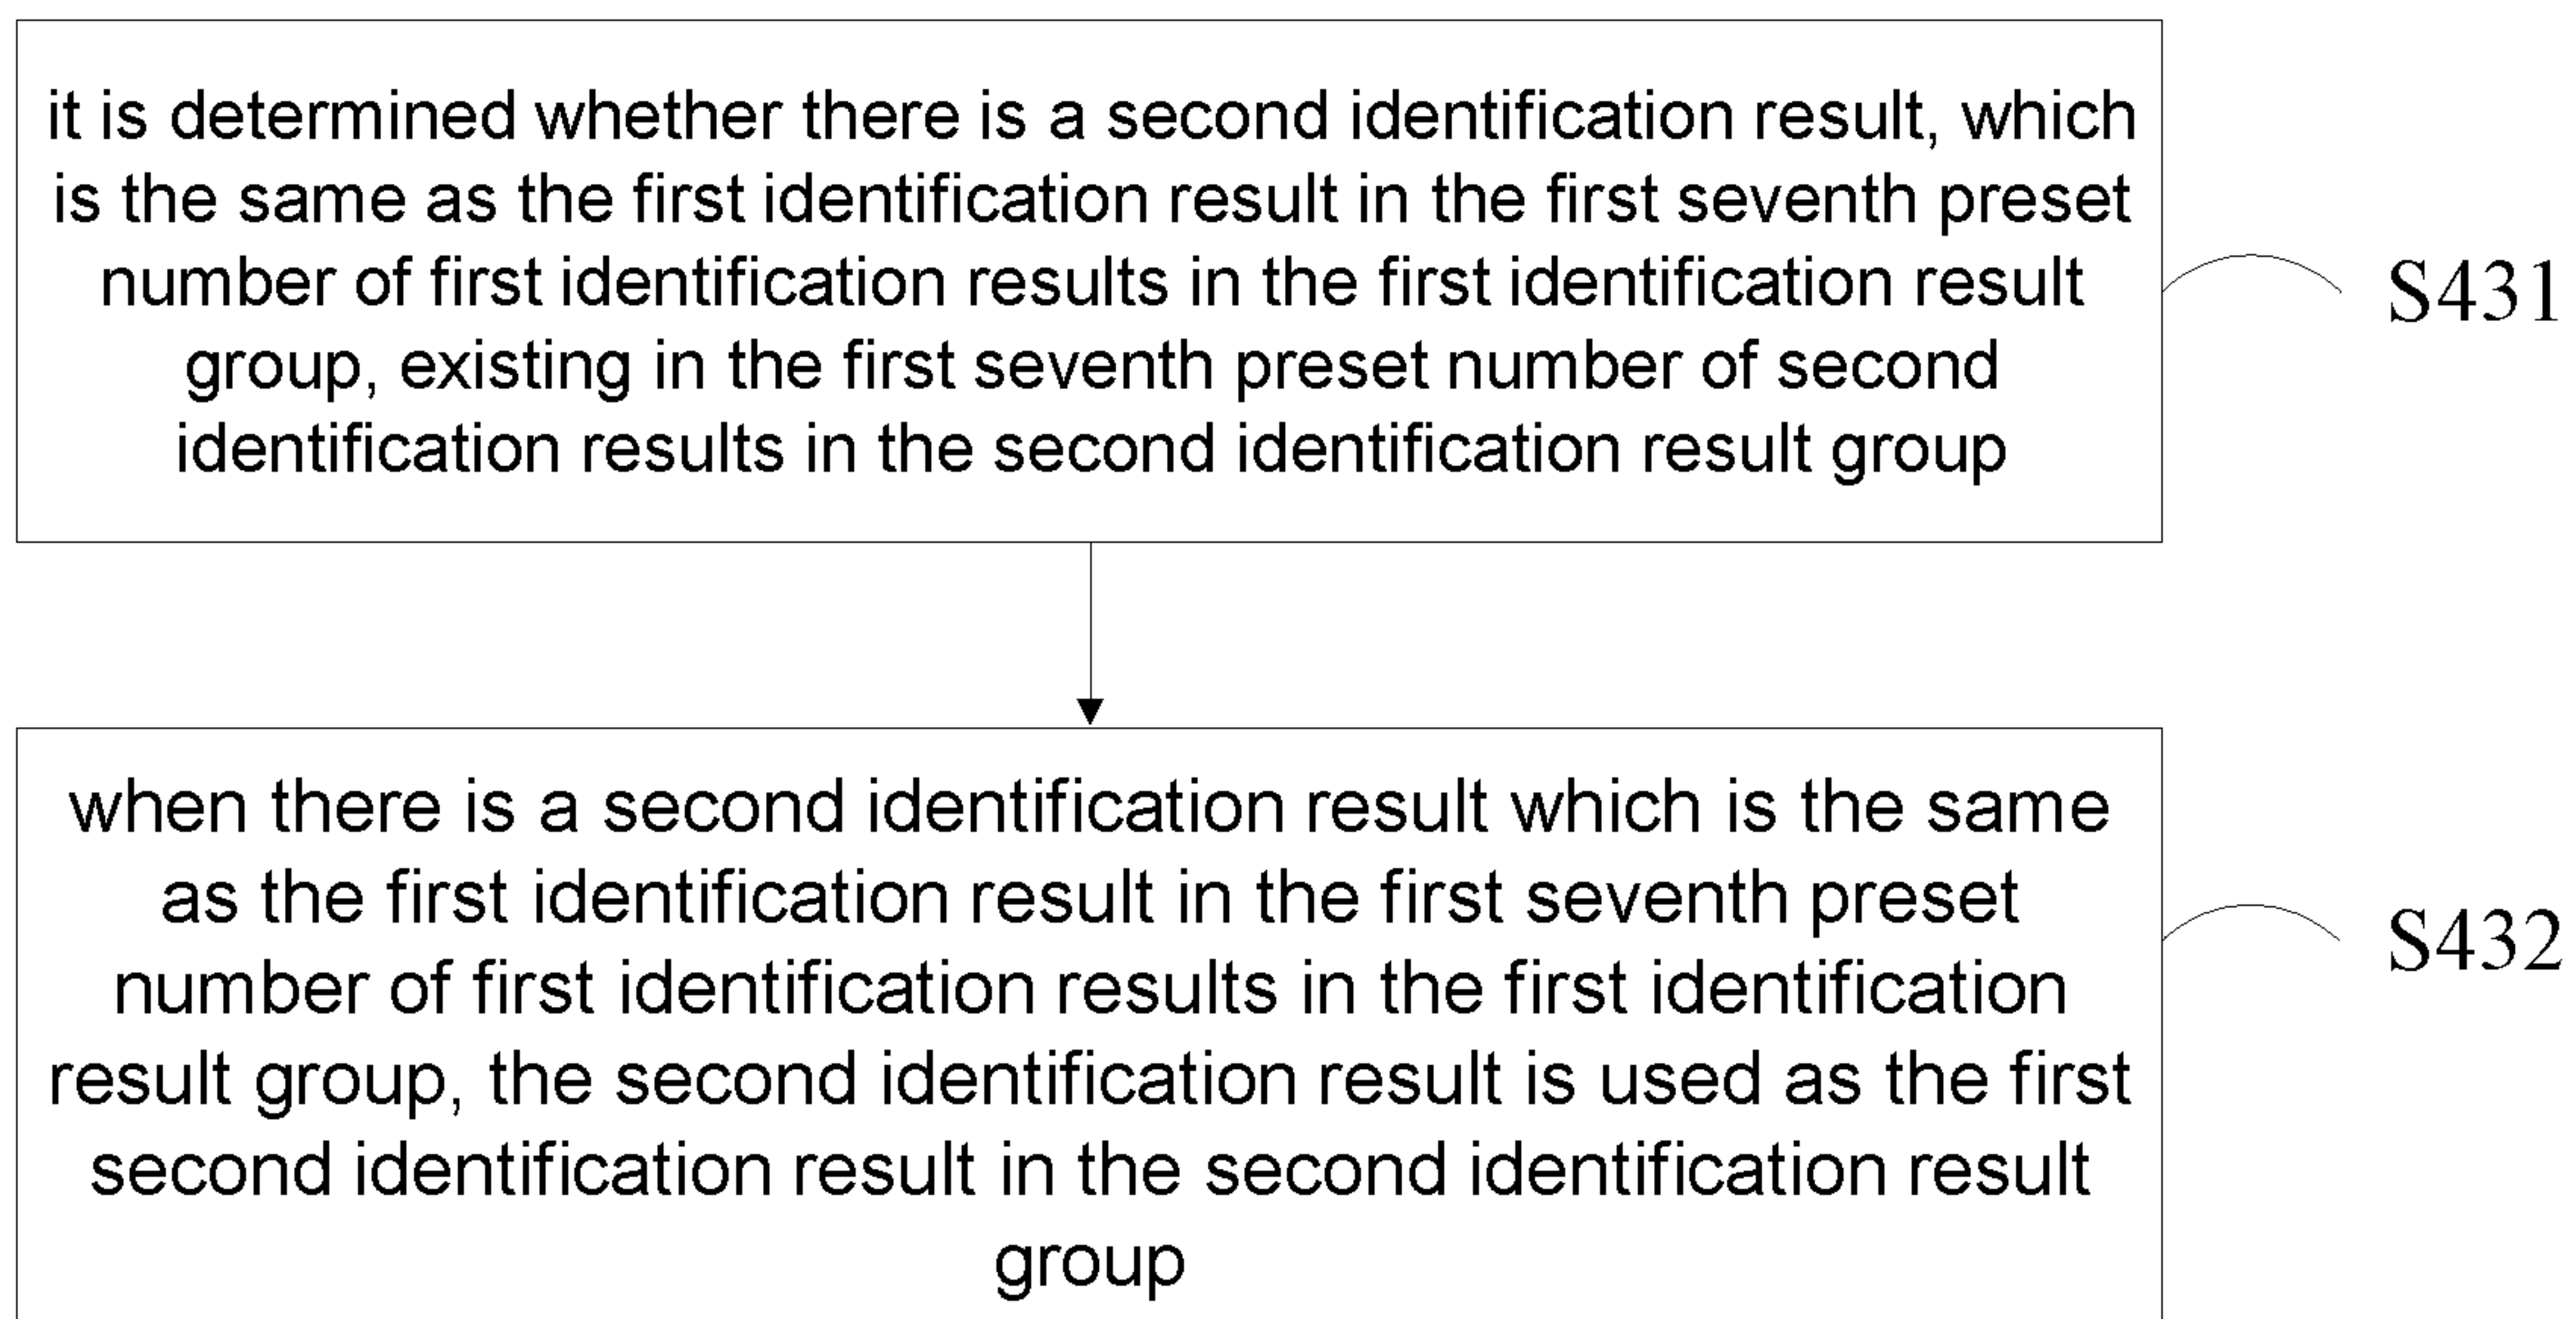 it is determined whether there is a second identification result, which
is the same as the first identification result in the first seventh preset
number of first identification results in the first identification result
group, existing in the first seventh preset number of second
identification results in the second identification result group
S431
when there is a second identification result which is the same
as the first identification result in the first seventh preset
number of first identification results in the first identification
result group, the second identification result is used as the first
second identification result in the second identification result
group
S432